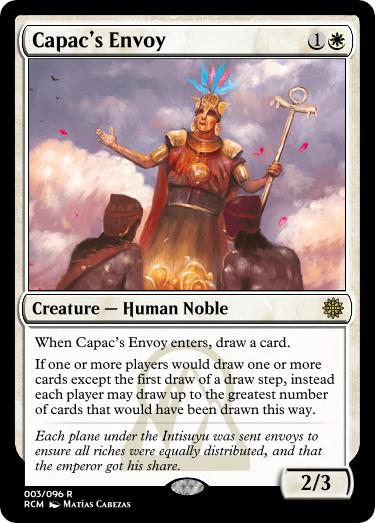 Capac's Envoy 1
Creature — Human Noble
When Capac's Envoy enters, draw a card.
If one or more players would draw one or more
cards except the first draw of a draw step, instead
each player may draw up to the greatest number
of cards that would have been drawn this way.
Each plane under the Intisuyu was sent envoys to
ensure all riches were equally distributed, and that
the emperor got his share.
2/3
003/096 R
RCM Matías Cabezas